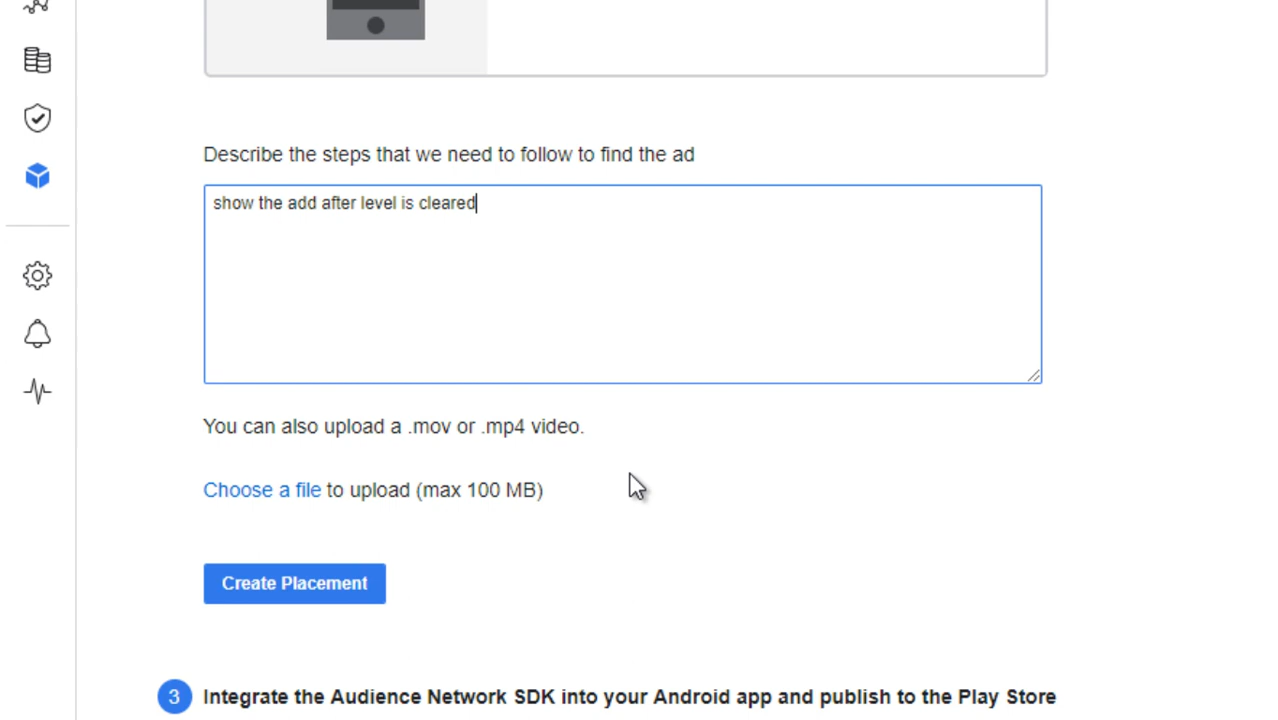 Describe the steps that we need to follow to find the ad
show the add after level is cleared
You can also upload a .mov or .mp4 video.
Choose a file to upload (max 100 MB)
Create Placement
3 Integrate the Audience Network SDK into your Android app and publish to the Play Store